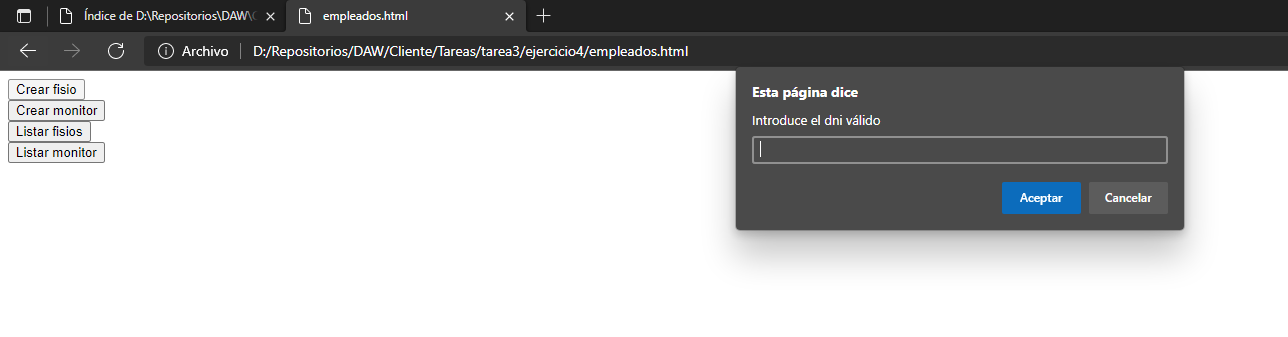 Índice de D:\Repositorios\DAW\
empleados.html
Archivo
D:/Repositorios/DAW/Cliente/Tareas/tarea3/ejercicio4/empleados.html
Crear fisio
Crear monitor
Listar fisios
Listar monitor
Esta página dice
Introduce el dni válido
Aceptar
Cancelar